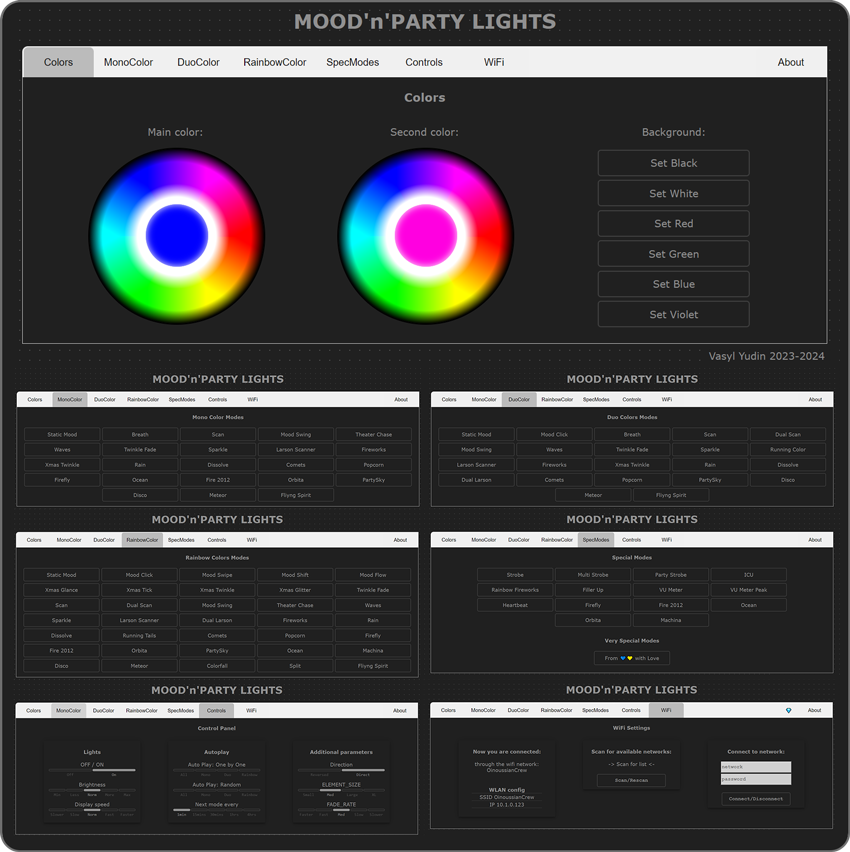 MOOD'n'PARTY LIGHTS
Colors MonoColor DuoColor RainbowColor SpecModes Controls WiFi About
Colors
Main color: Second color: Background:
Set Black
Set White
Set Red
Set Green
Set Blue
Set Violet
Vasyl Yudin 2023-2024
MOOD'n'PARTY LIGHTS
Colors MonoColor DuoColor RainbowColor SpecModes Controls WiFi About
Mono Color Modes
Static Mood Breath Scan Mood Swing Theater Chase
Waves Twinkle Fade Sparkle Larson Scanner Fireworks
Xmas Twinkle Rain Dissolve Comets Popcorn
Firefly Ocean Fire 2012 Orbita PartySky
Disco Meteor Fliyng Spirit
MOOD'n'PARTY LIGHTS
Colors MonoColor DuoColor RainbowColor SpecModes Controls WiFi About
Duo Colors Modes
Static Mood Mood Click Breath Scan Dual Scan
Mood Swing Waves Twinkle Fade Sparkle Running Color
Larson Scanner Fireworks Xmas Twinkle Rain Dissolve
Dual Larson Comets Popcorn PartySky Disco
Meteor Fliyng Spirit
MOOD'n'PARTY LIGHTS
Colors MonoColor DuoColor RainbowColor SpecModes Controls WiFi About
Rainbow Colors Modes
Static Mood Mood Click Mood Swipe Mood Shift Mood Flow
Xmas Glance Xmas Tick Xmas Twinkle Xmas Glitter Twinkle Fade
Scan Dual Scan Mood Swing Theater Chase Waves
Sparkle Larson Scanner Dual Larson Fireworks Rain
Dissolve Running Tails Comets Popcorn Firefly
Fire 2012 Orbita PartySky Ocean Machina
Disco Meteor Colorfall Split Fliyng Spirit
MOOD'n'PARTY LIGHTS
Colors MonoColor DuoColor RainbowColor SpecModes Controls WiFi About
Special Modes
Strobe Multi Strobe Party Strobe ICU
Rainbow Fireworks Filler Up VU Meter VU Meter Peak
Heartbeat Firefly Fire 2012 Ocean
Orbita Machina
Very Special Modes
From 💙💛 with Love
MOOD'n'PARTY LIGHTS
Colors MonoColor DuoColor RainbowColor SpecModes Controls WiFi About
Control Panel
Lights Autoplay Additional parameters
OFF / ON Auto Play: One by One Direction
Brightness Auto Play: Random ELEMENT_SIZE
Display speed Next mode every FADE_RATE
MOOD'n'PARTY LIGHTS
Colors MonoColor DuoColor RainbowColor SpecModes Controls WiFi About
WiFi Settings
Now you are connected:
through the wifi network:
OinoussianCrew
WLAN config
SSID OinoussianCrew
IP 10.1.0.123
Scan for available networks:
-> Scan for list <-
Scan/Rescan
Connect to network:
network
password
Connect/Disconnect